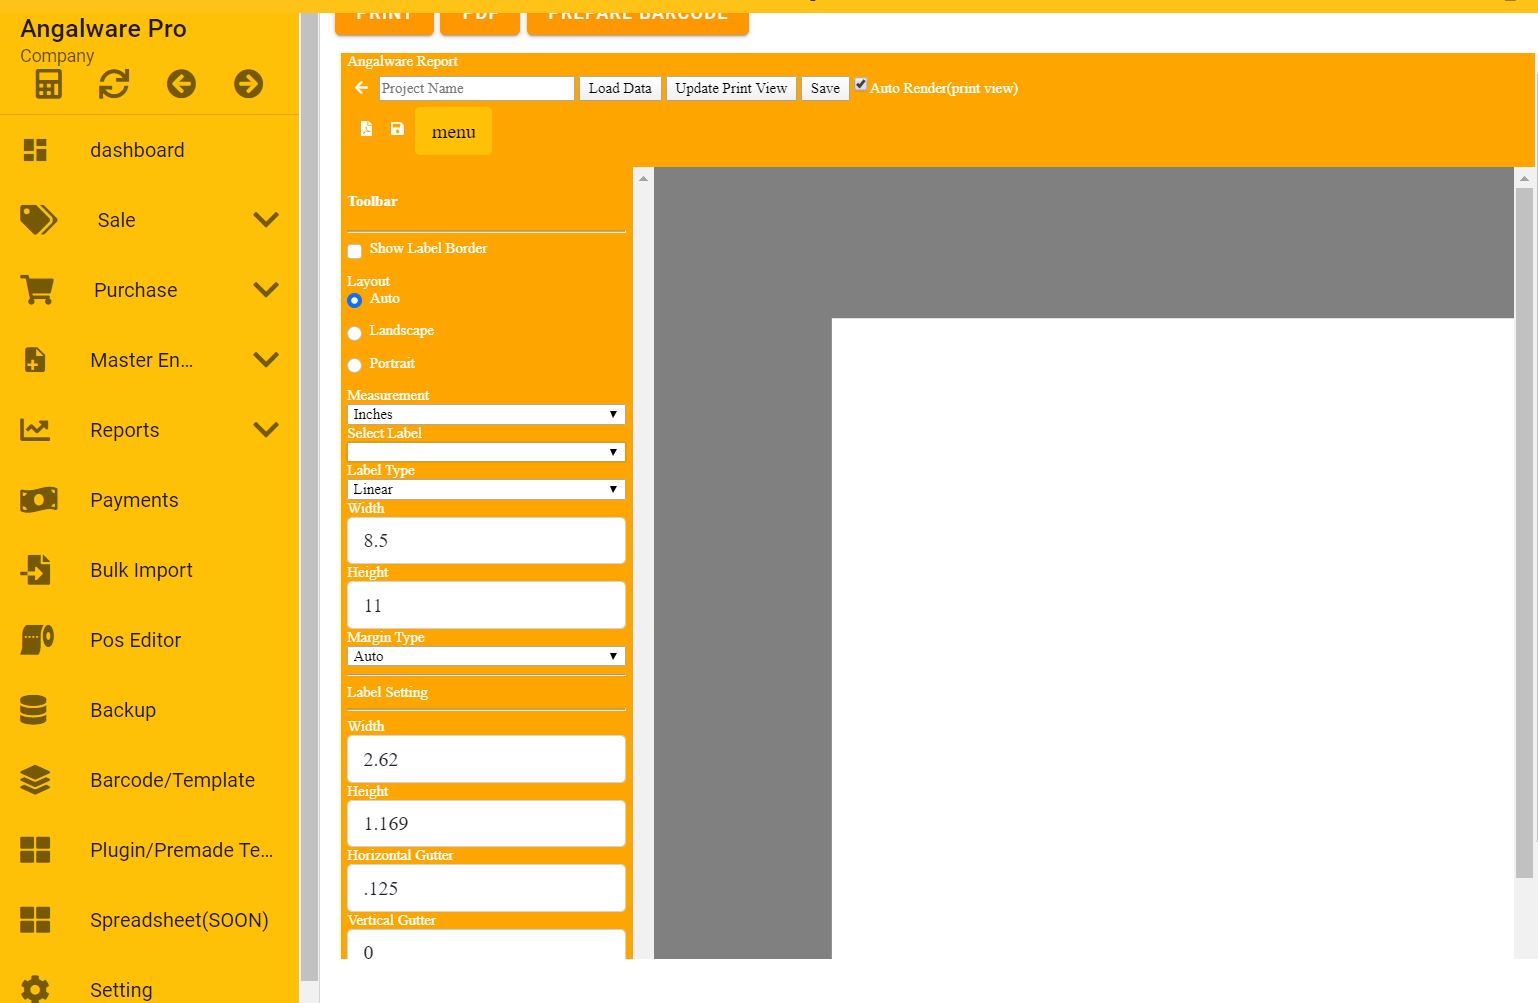 Angalware Pro
Company
dashboard
Sale
Purchase
Master En...
Reports
Payments
Bulk Import
Pos Editor
Backup
Barcode/Template
Plugin/Premade Te...
Spreadsheet(SOON)
Setting
PRINT PDF PREPARE BARCODE
Angalware Report
Project Name Load Data Update Print View Save Auto Render(print view)
menu
Toolbar
Show Label Border
Layout
Auto
Landscape
Portrait
Measurement
Inches
Select Label
Label Type
Linear
Width
8.5
Height
11
Margin Type
Auto
Label Setting
Width
2.62
Height
1.169
Horizontal Gutter
.125
Vertical Gutter
0